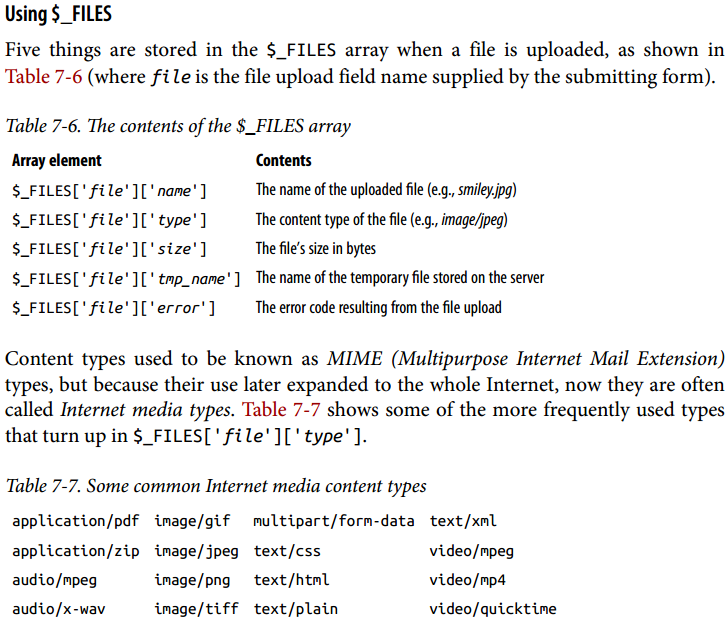 Using $_FILES
Five things are stored in the $_FILES array when a file is uploaded, as shown in
Table 7-6 (where file is the file upload field name supplied by the submitting form).
Table 7-6. The contents of the $_FILES array
Array element Contents
$_FILES['file']['name'] The name of the uploaded file (e.g., smiley.jpg)
$_FILES['file']['type'] The content type of the file (e.g., image/jpeg)
$_FILES['file']['size'] The file's size in bytes
$_FILES['file']['tmp_name'] The name of the temporary file stored on the server
$_FILES['file']['error'] The error code resulting from the file upload
Content types used to be known as MIME (Multipurpose Internet Mail Extension)
types, but because their use later expanded to the whole Internet, now they are often
called Internet media types. Table 7-7 shows some of the more frequently used types
that turn up in $_FILES['file']['type'].
Table 7-7. Some common Internet media content types
application/pdf image/gif multipart/form-data text/xml
application/zip image/jpeg text/css video/mpeg
audio/mpeg image/png text/html video/mp4
audio/x-wav image/tiff text/plain video/quicktime